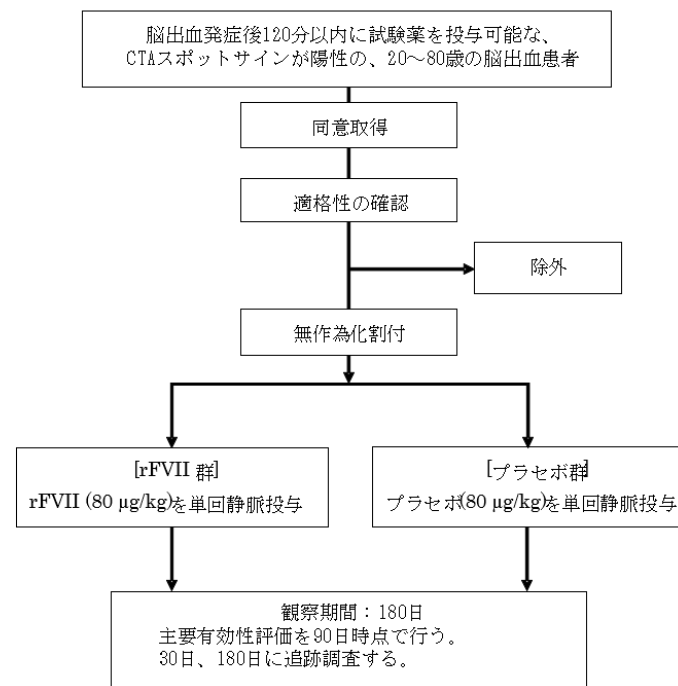 脳出血発症後120分以内に試験薬を投与可能な、
CTAスポットサインが陽性の、20～80歳の脳出血患者
同意取得
適格性の確認
除外
無作為化割付
[rFVII 群]
rFVII (80 μg/kg)を単回静脈投与
[プラセボ群]
プラセボ(80 μg/kg)を単回静脈投与
観察期間：180日
主要有効性評価を90日時点で行う。
30日、180日に追跡調査する。